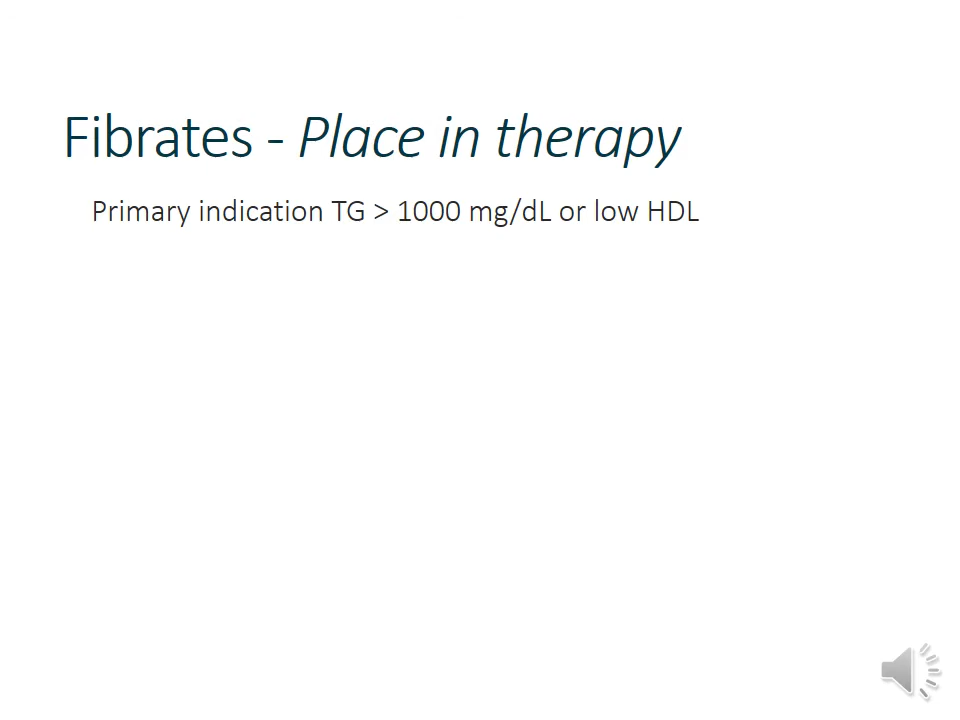 Fibrates - Place in therapy
Primary indication TG > 1000 mg/dL or low HDL